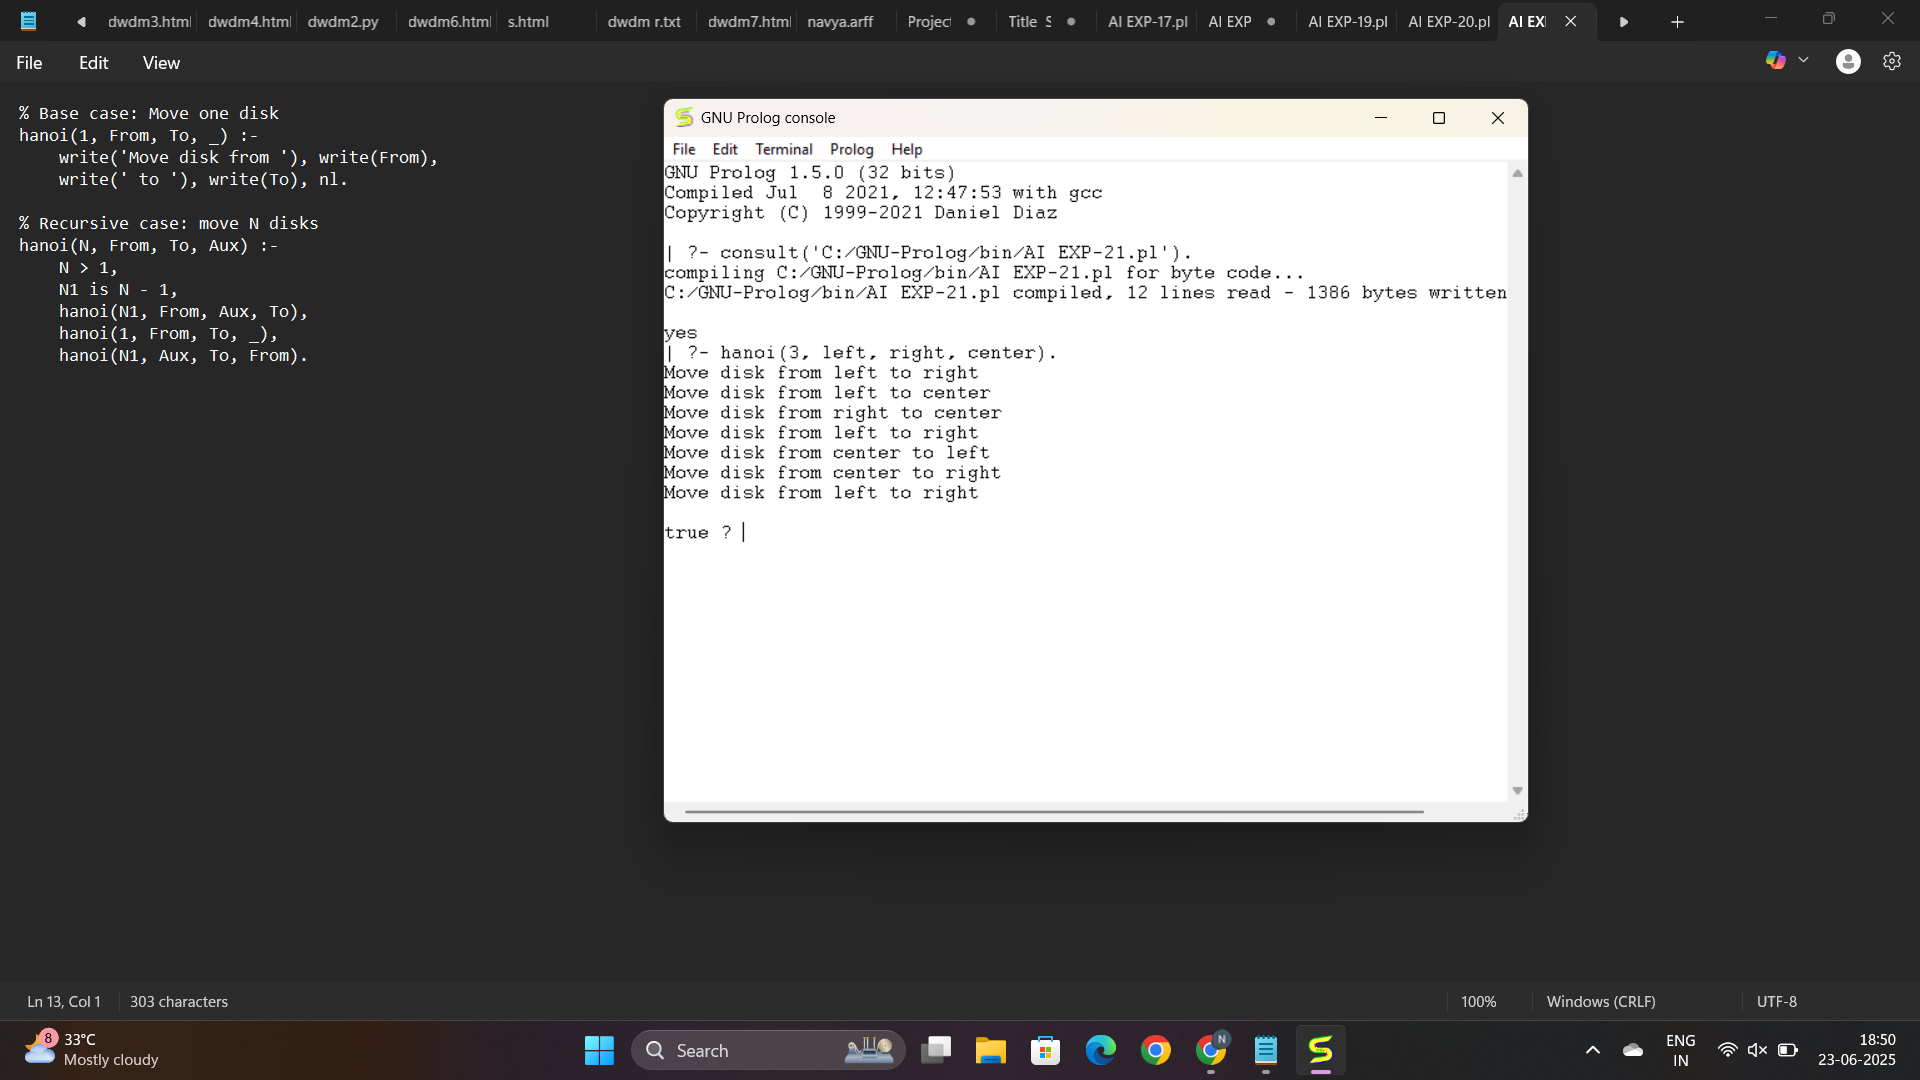 dwdm3.html dwdm4.html dwdm2.py dwdm6.html s.html dwdm r.txt dwdm7.html navya.arff Project Title S AI EXP-17.pl AI EXP AI EXP-19.pl AI EXP-20.pl AI EX
File Edit View
% Base case: Move one disk
hanoi(1, From, To, _) :-
    write('Move disk from '), write(From),
    write(' to '), write(To), nl.
% Recursive case: move N disks
hanoi(N, From, To, Aux) :-
    N > 1,
    N1 is N - 1,
    hanoi(N1, From, Aux, To),
    hanoi(1, From, To, _),
    hanoi(N1, Aux, To, From).
GNU Prolog console
File Edit Terminal Prolog Help
GNU Prolog 1.5.0 (32 bits)
Compiled Jul  8 2021, 12:47:53 with gcc
Copyright (C) 1999-2021 Daniel Diaz
| ?- consult('C:/GNU-Prolog/bin/AI EXP-21.pl').
compiling C:/GNU-Prolog/bin/AI EXP-21.pl for byte code...
C:/GNU-Prolog/bin/AI EXP-21.pl compiled, 12 lines read - 1386 bytes written
yes
| ?- hanoi(3, left, right, center).
Move disk from left to right
Move disk from left to center
Move disk from right to center
Move disk from left to right
Move disk from center to left
Move disk from center to right
Move disk from left to right
true ?
Ln 13, Col 1 303 characters 100% Windows (CRLF) UTF-8
8 33°C
Mostly cloudy
Search
N
ENG
IN
18:50
23-06-2025